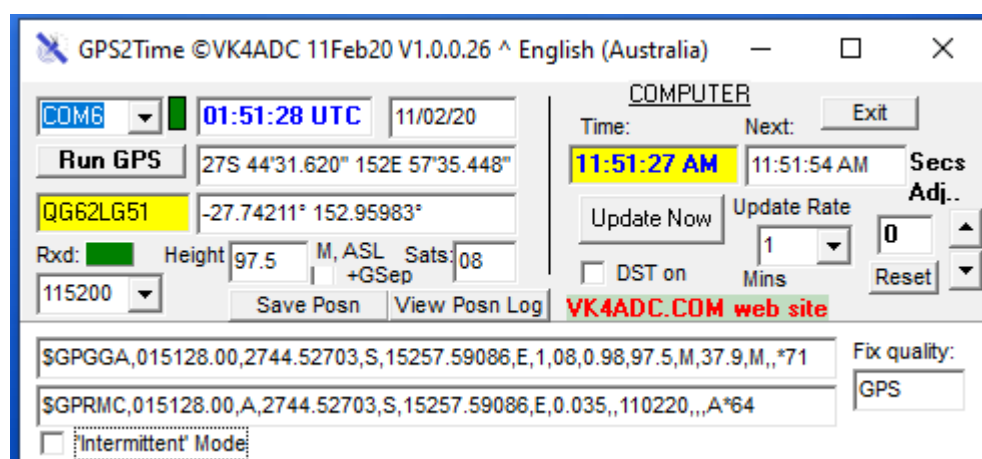 GPS2Time ©VK4ADC 11Feb20 V1.0.0.26 ^ English (Australia)
COM6 01:51:28 UTC 11/02/20
Run GPS 27S 44'31.620" 152E 57'35.448"
QG62LG51 -27.74211° 152.95983°
Rxd: Height 97.5 M, ASL +GSep Sats: 08
115200 Save Posn View Posn Log
COMPUTER Exit
Time: Next:
11:51:27 AM 11:51:54 AM Secs Adj..
Update Now Update Rate 1 Mins 0
DST on Reset
VK4ADC.COM web site
$GPGGA,015128.00,2744.52703,S,15257.59086,E,1,08,0.98,97.5,M,37.9,M,,*71 Fix quality:
GPS
$GPRMC,015128.00,A,2744.52703,S,15257.59086,E,0.035,,110220,,,A*64
'Intermittent' Mode